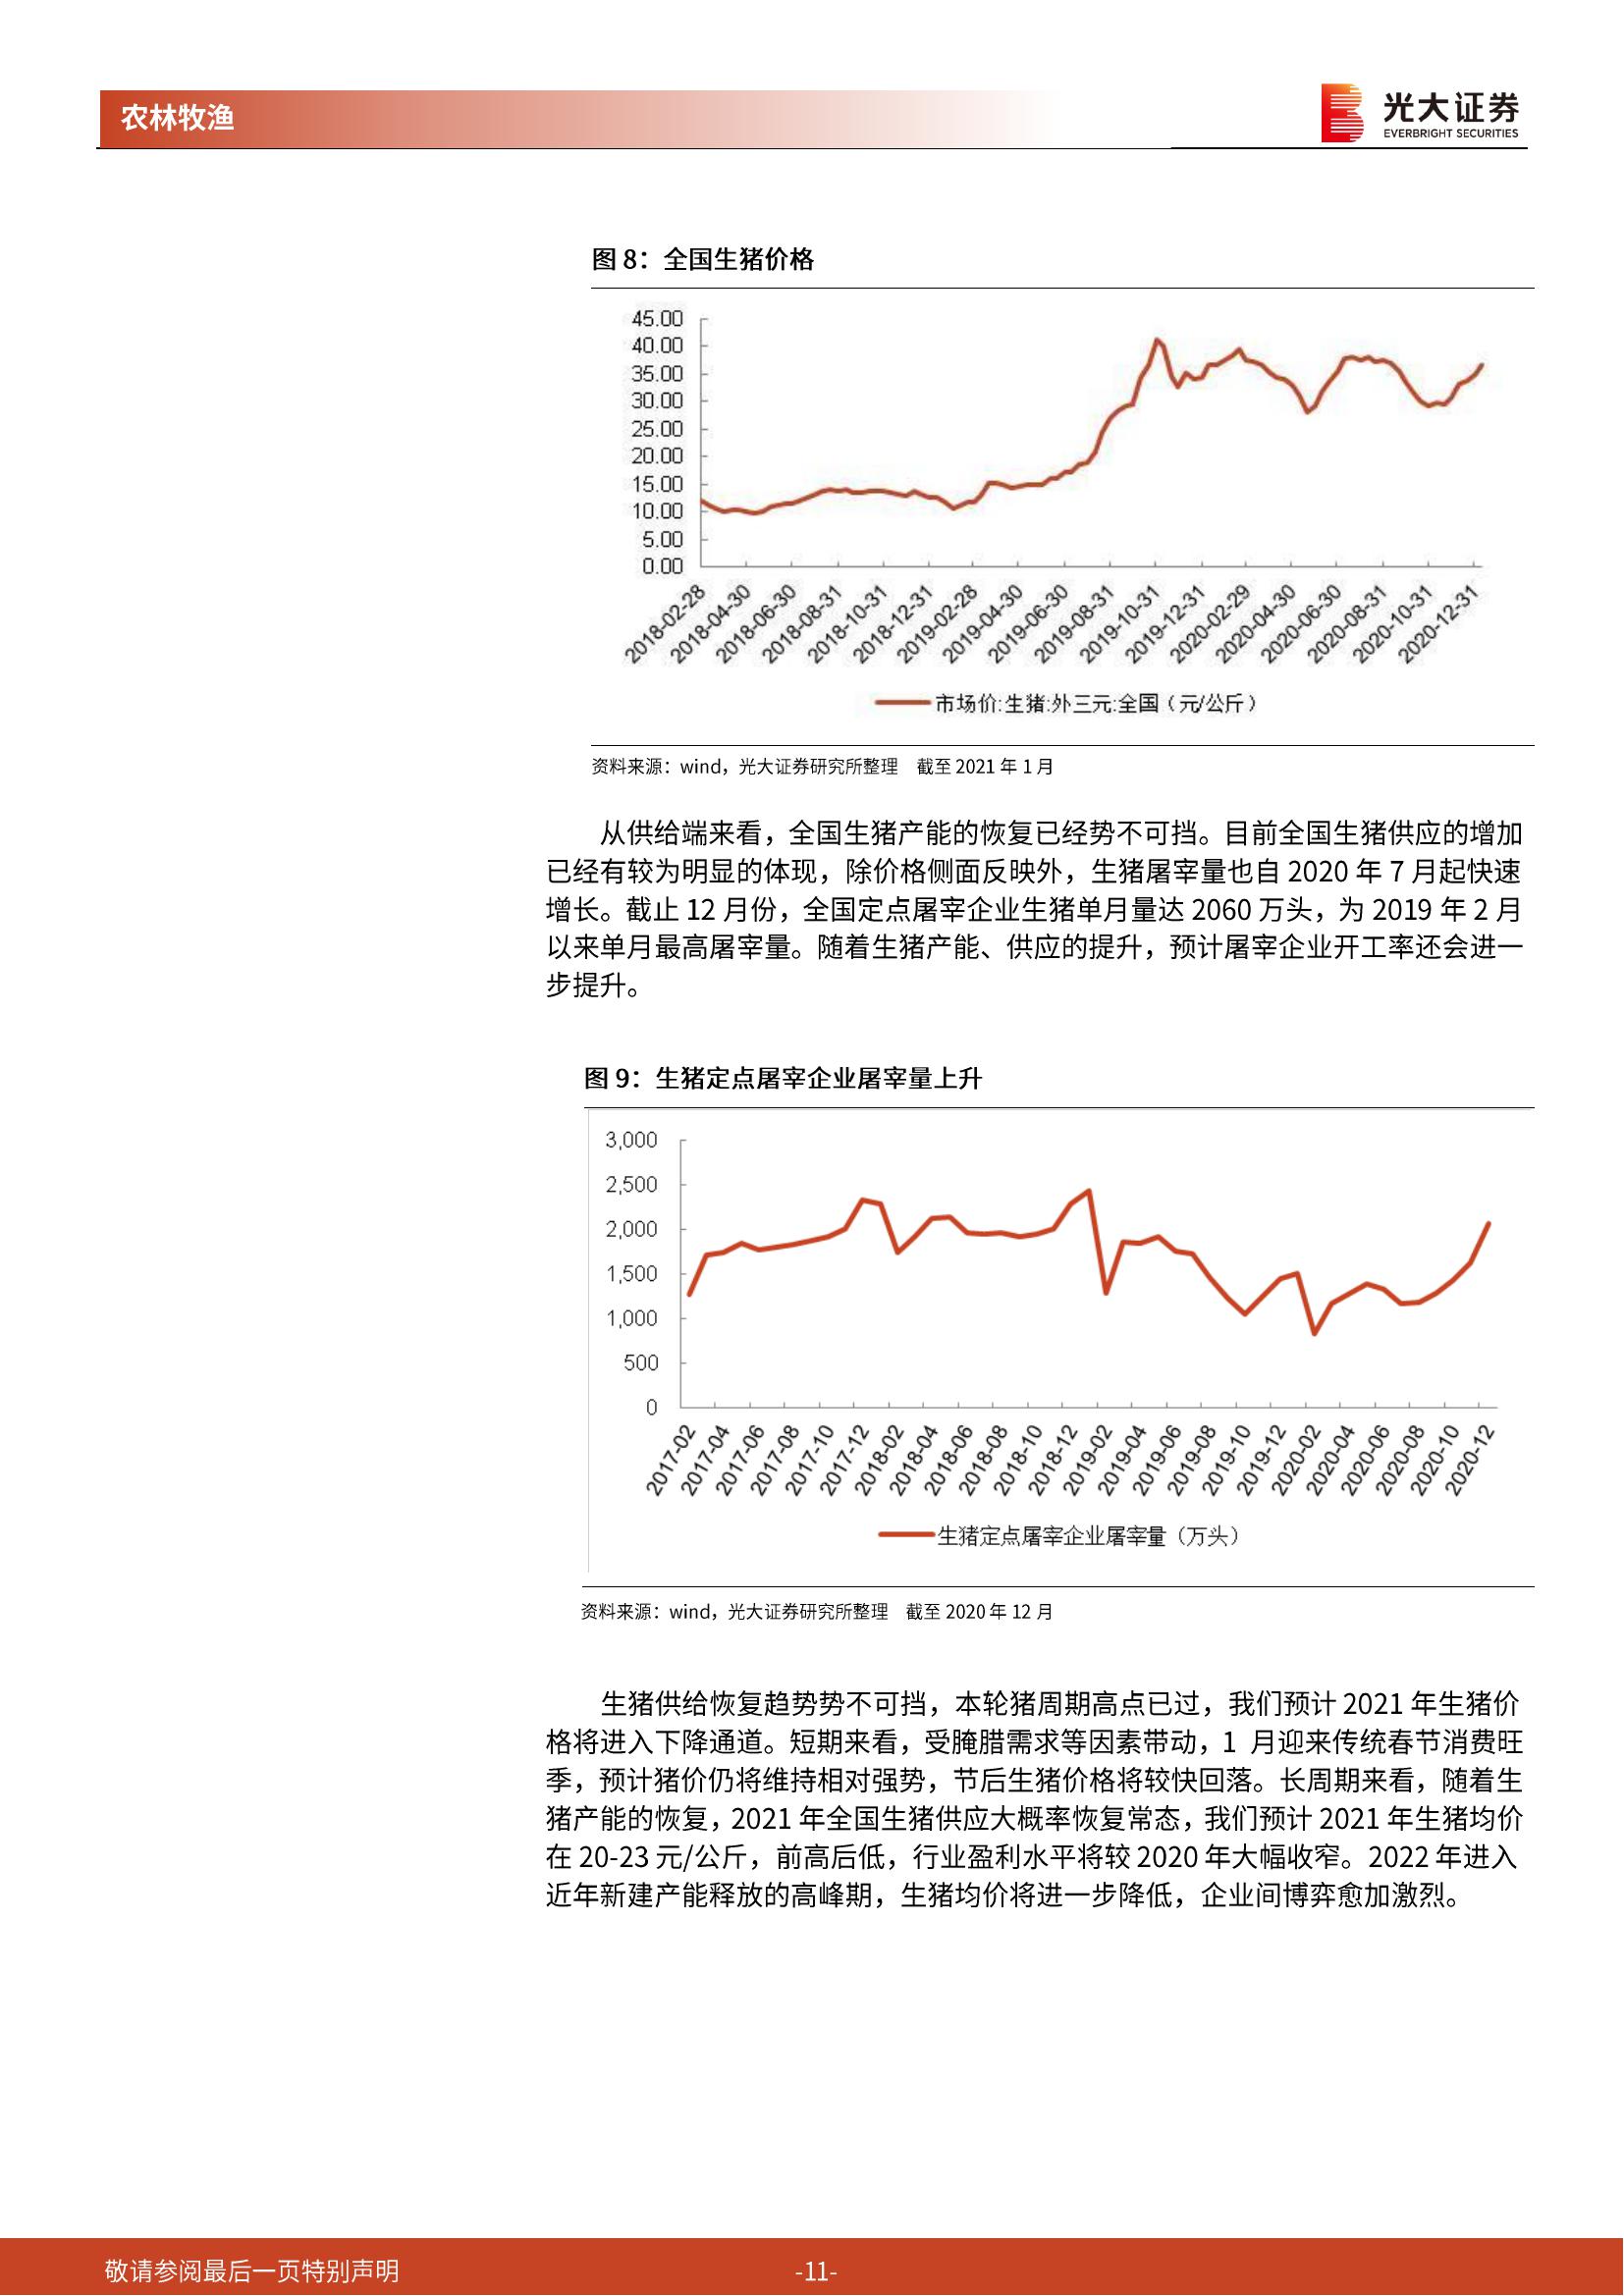 农林牧渔
光大证券
EVERBRIGHT SECURITIES
图 8：全国生猪价格
45.00
40.00
35.00
30.00
25.00
20.00
15.00
10.00
5.00
0.00
2018-02-28
2018-04-30
2018-06-30
2018-08-31
2018-10-31
2018-12-31
2019-02-28
2019-04-30
2019-06-30
2019-08-31
2019-10-31
2019-12-31
2020-02-29
2020-04-30
2020-06-30
2020-08-31
2020-10-31
2020-12-31
市场价:生猪:外三元:全国（元/公斤）
资料来源：wind，光大证券研究所整理 截至 2021 年 1 月
从供给端来看，全国生猪产能的恢复已经势不可挡。目前全国生猪供应的增加
已经有较为明显的体现，除价格侧面反映外，生猪屠宰量也自 2020 年 7 月起快速
增长。截止 12 月份，全国定点屠宰企业生猪单月量达 2060 万头，为 2019 年 2 月
以来单月最高屠宰量。随着生猪产能、供应的提升，预计屠宰企业开工率还会进一
步提升。
图 9：生猪定点屠宰企业屠宰量上升
3,000
2,500
2,000
1,500
1,000
500
0
2017-02
2017-04
2017-06
2017-08
2017-10
2017-12
2018-02
2018-04
2018-06
2018-08
2018-10
2018-12
2019-02
2019-04
2019-06
2019-08
2019-10
2019-12
2020-02
2020-04
2020-06
2020-08
2020-10
2020-12
生猪定点屠宰企业屠宰量（万头）
资料来源：wind，光大证券研究所整理 截至 2020 年 12 月
生猪供给恢复趋势势不可挡，本轮猪周期高点已过，我们预计 2021 年生猪价
格将进入下降通道。短期来看，受腌腊需求等因素带动，1 月迎来传统春节消费旺
季，预计猪价仍将维持相对强势，节后生猪价格将较快回落。长周期来看，随着生
猪产能的恢复，2021 年全国生猪供应大概率恢复常态，我们预计 2021 年生猪均价
在 20-23 元/公斤，前高后低，行业盈利水平将较 2020 年大幅收窄。2022 年进入
近年新建产能释放的高峰期，生猪均价将进一步降低，企业间博弈愈加激烈。
敬请参阅最后一页特别声明
-11-